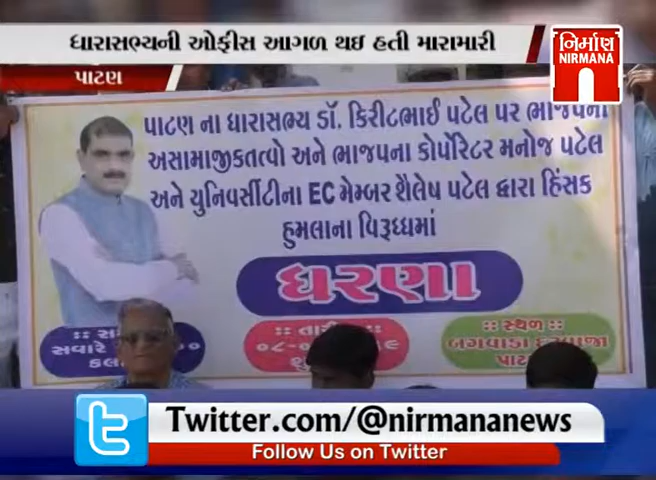 ધારાસભ્યની ઓફીસ આગળ થઇ હતી મારામારી
નિર્માણ
NIRMANA
પાટણ
પાટણ ના ધારાસભ્ય ડૉ. કિરીટભાઈ પટેલ પર ભાજપના
અસામાજીકતત્વો અને ભાજપના કોર્પોરેટર મનોજ પટેલ
અને યુનિવર્સીટીના EC મેમ્બર શૈલેષ પટેલ દ્વારા હિંસક
હુમલાના વિરૂધ્ધમાં
ધરણા
સવારે
:: સ્થળ ::
બગવાડા
Twitter.com/@nirmananews
Follow Us on Twitter